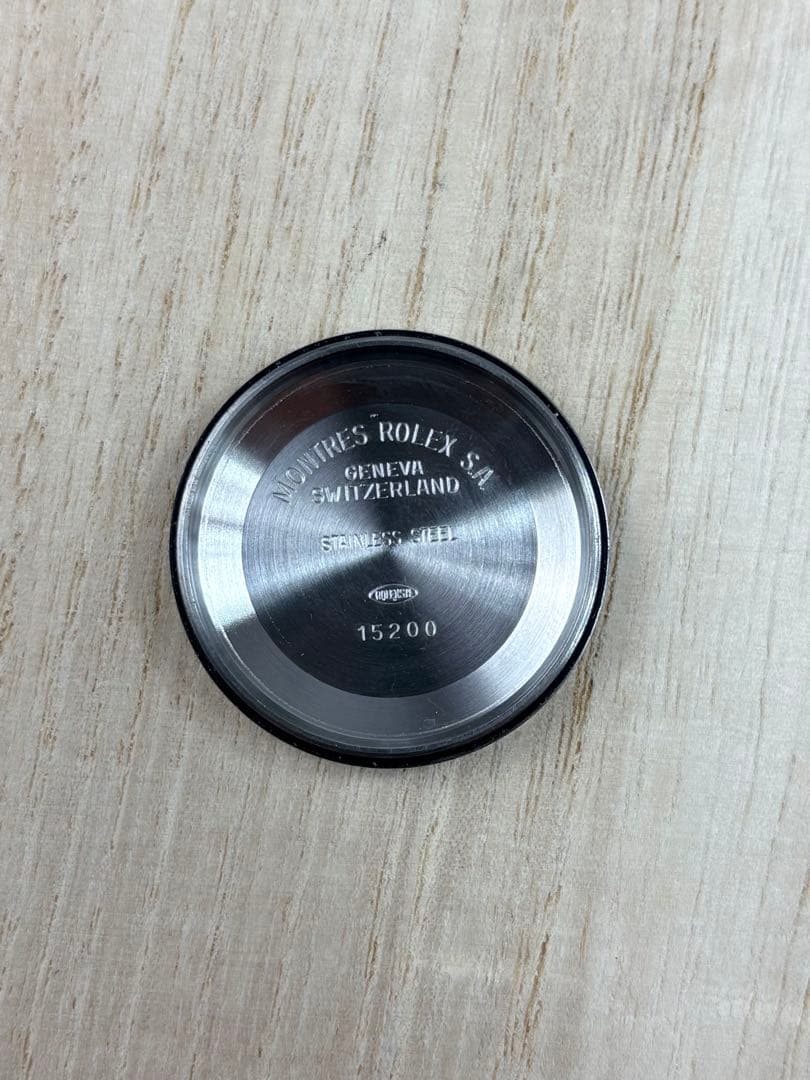 MONTRES ROLEX S.A.
GENEVA
SWITZERLAND
STAINLESS STEEL
15200